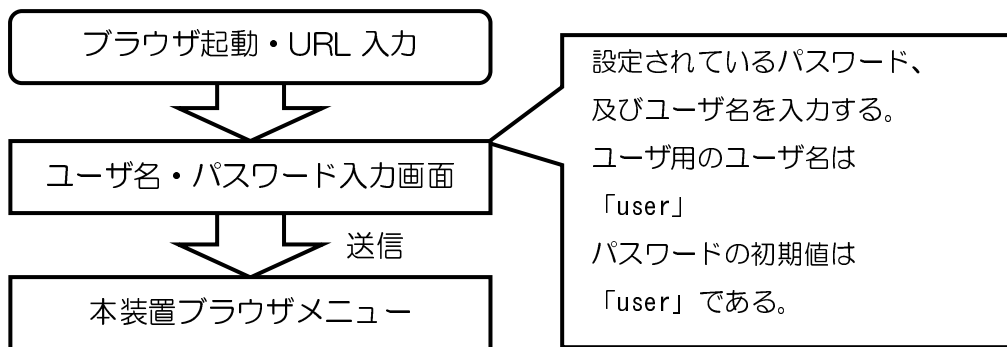 ブラウザ起動・URL 入力
ユーザ名・パスワード入力画面
送信
本装置ブラウザメニュー
設定されているパスワード、
及びユーザ名を入力する。
ユーザ用のユーザ名は
「user」
パスワードの初期値は
「user」である。